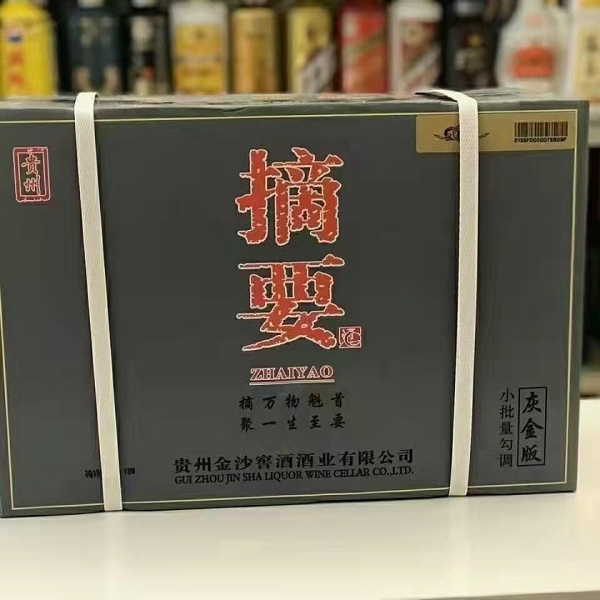 贵州
摘要
酒
ZHAIYAO
摘万物魁首
聚一生至要
小批量勾调
灰金版
贵州金沙窖酒酒业有限公司
GUI ZHOU JIN SHA LIQUOR WINE CELLAR CO.,LTD.